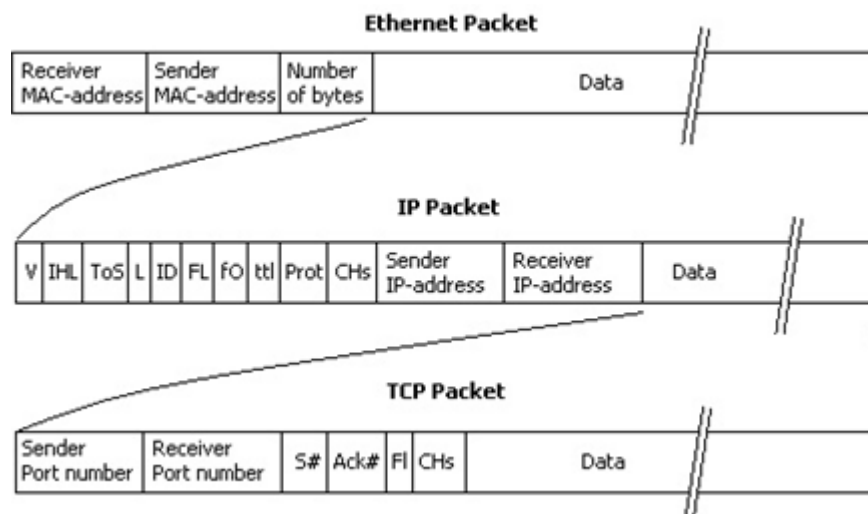 Ethernet Packet
Receiver MAC-address
Sender MAC-address
Number of bytes
Data
IP Packet
V
IHL
ToS
L
ID
FL
fO
ttl
Prot
CHs
Sender IP-address
Receiver IP-address
Data
TCP Packet
Sender Port number
Receiver Port number
S#
Ack#
Fl
CHs
Data